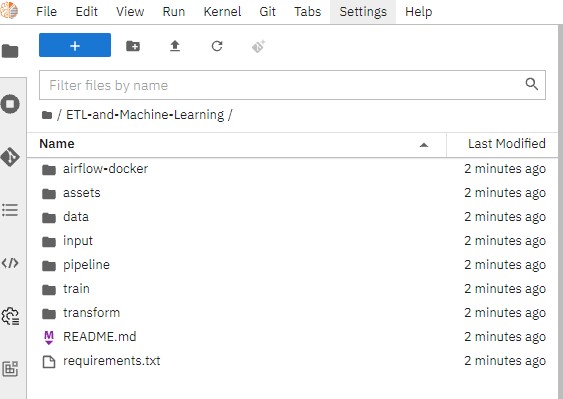 File Edit View Run Kernel Git Tabs Settings Help
+
Filter files by name
/ ETL-and-Machine-Learning /
Name Last Modified
airflow-docker 2 minutes ago
assets 2 minutes ago
data 2 minutes ago
input 2 minutes ago
pipeline 2 minutes ago
train 2 minutes ago
transform 2 minutes ago
M README.md 2 minutes ago
requirements.txt 2 minutes ago